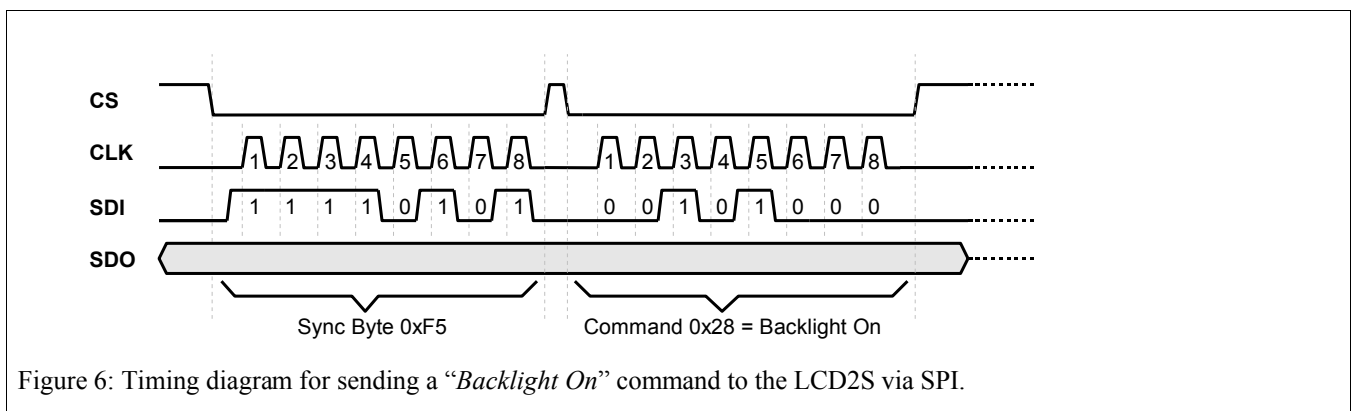 CS
CLK 1 2 3 4 5 6 7 8 1 2 3 4 5 6 7 8
SDI 1 1 1 1 0 1 0 1 0 0 1 0 1 0 0 0
SDO
Sync Byte 0xF5 Command 0x28 = Backlight On
Figure 6: Timing diagram for sending a “Backlight On” command to the LCD2S via SPI.